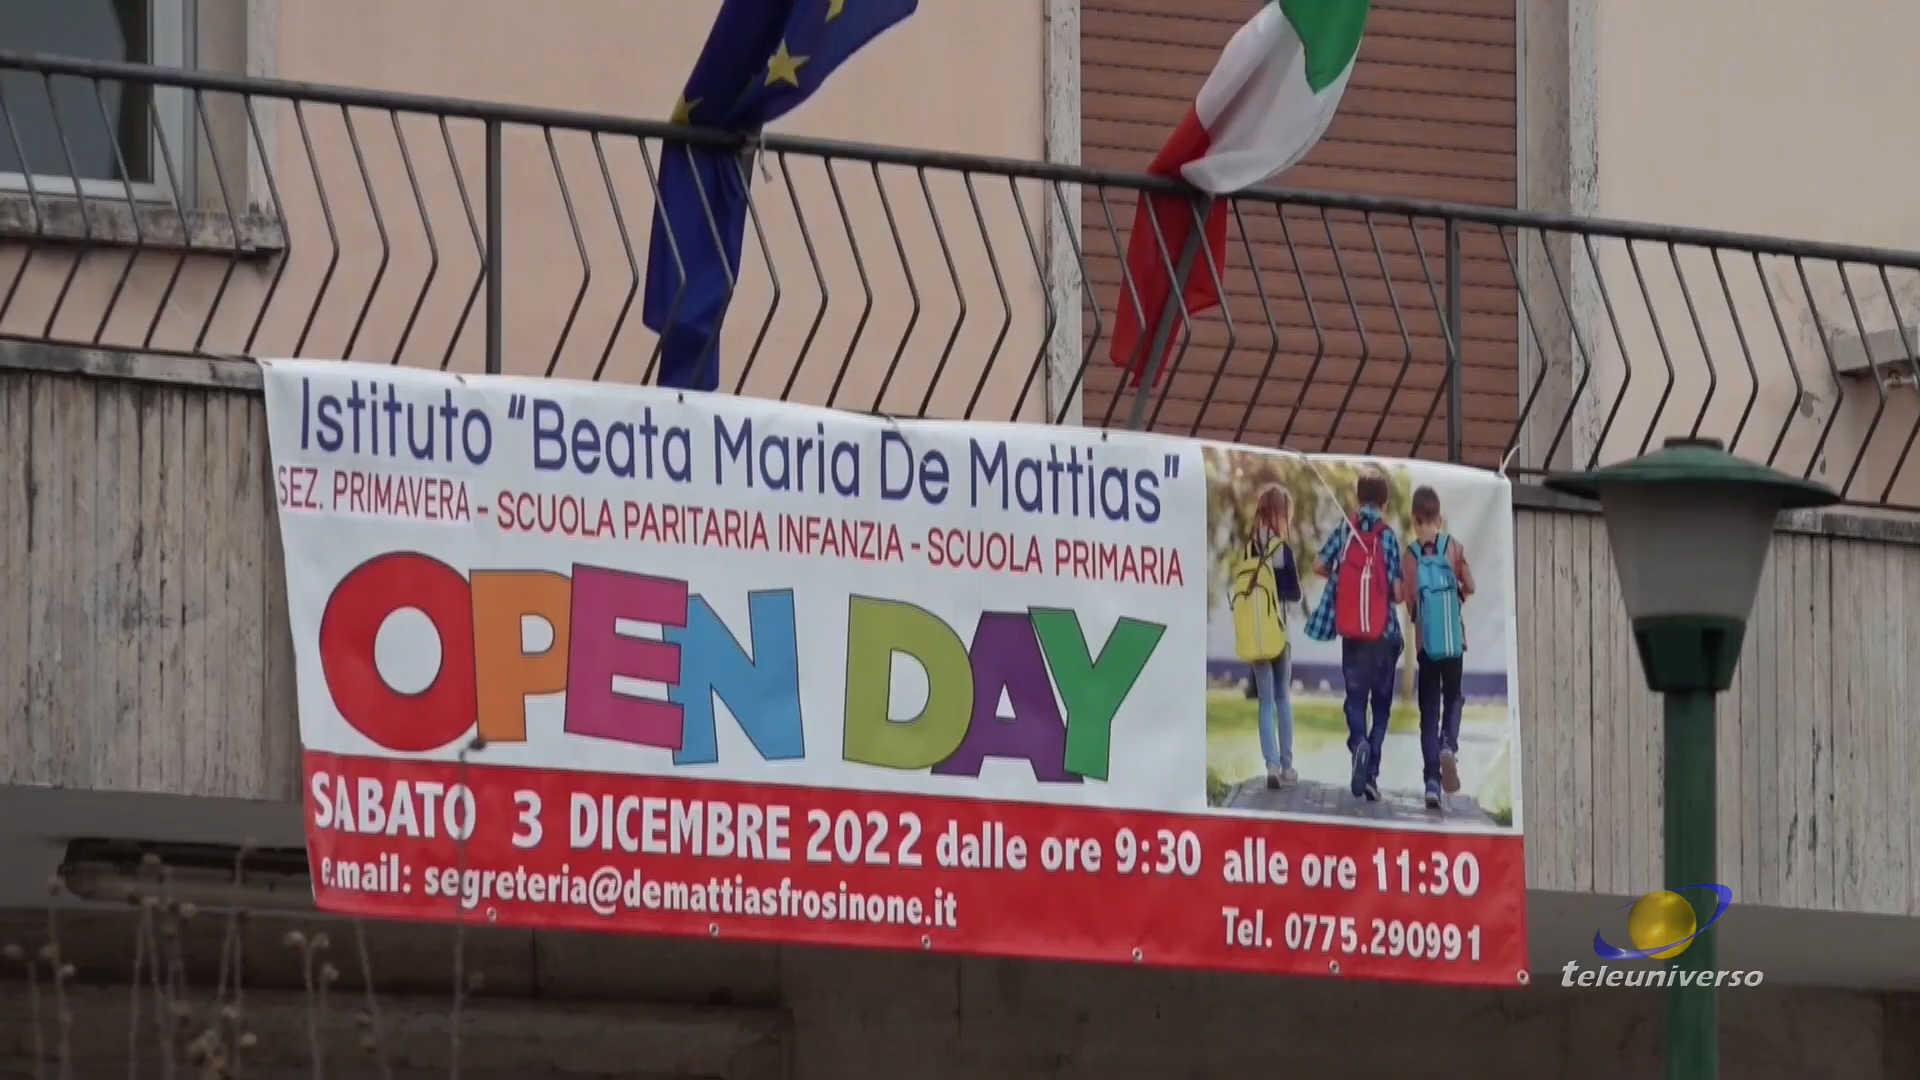 Istituto "Beata Maria De Mattias"
SEZ. PRIMAVERA - SCUOLA PARITARIA INFANZIA - SCUOLA PRIMARIA
OPEN DAY
SABATO 3 DICEMBRE 2022 dalle ore 9:30 alle ore 11:30
e.mail: segreteria@demattiasfrosinone.it
Tel. 0775.290991
teleuniverso